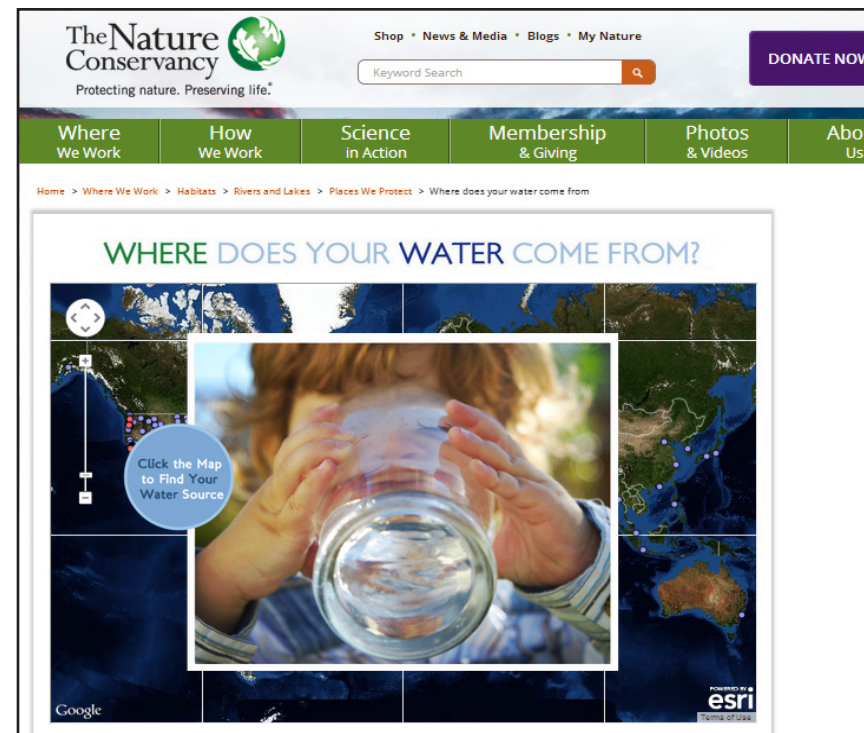 The Nature
Conservancy
Protecting nature. Preserving life.®
Shop • News & Media • Blogs • My Nature
Keyword Search
DONATE NOW
Where
We Work
How
We Work
Science
in Action
Membership
& Giving
Photos
& Videos
Abo
Us
Home > Where We Work > Habitats > Rivers and Lakes > Places We Protect > Where does your water come from
WHERE DOES YOUR WATER COME FROM?
Click the Map
to Find Your
Water Source
Google
POWERED BY
esri
Terms of Use